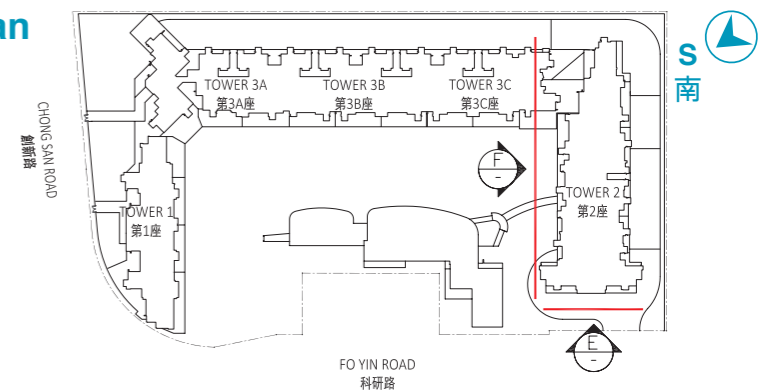 an
S
南
TOWER 3A
第3A座
TOWER 3B
第3B座
TOWER 3C
第3C座
CHONG SAN ROAD
創新路
F
-
TOWER 1
第1座
TOWER 2
第2座
E
-
FO YIN ROAD
科研路